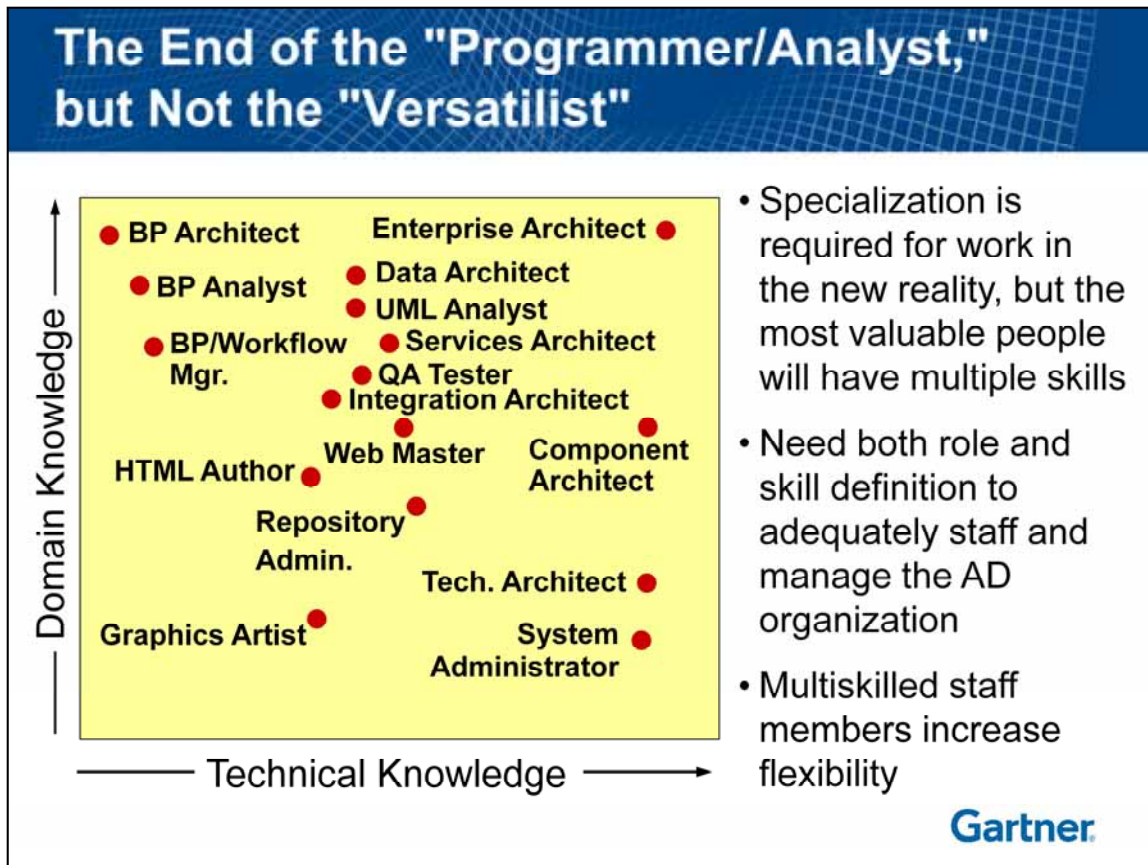 The End of the "Programmer/Analyst,"
but Not the "Versatilist"
Domain Knowledge
BP Architect
Enterprise Architect
BP Analyst
Data Architect
UML Analyst
BP/Workflow
Mgr.
Services Architect
QA Tester
Integration Architect
Web Master
Component
Architect
HTML Author
Repository
Admin.
Tech. Architect
Graphics Artist
System
Administrator
Technical Knowledge
• Specialization is
required for work in
the new reality, but the
most valuable people
will have multiple skills
• Need both role and
skill definition to
adequately staff and
manage the AD
organization
• Multiskilled staff
members increase
flexibility
Gartner